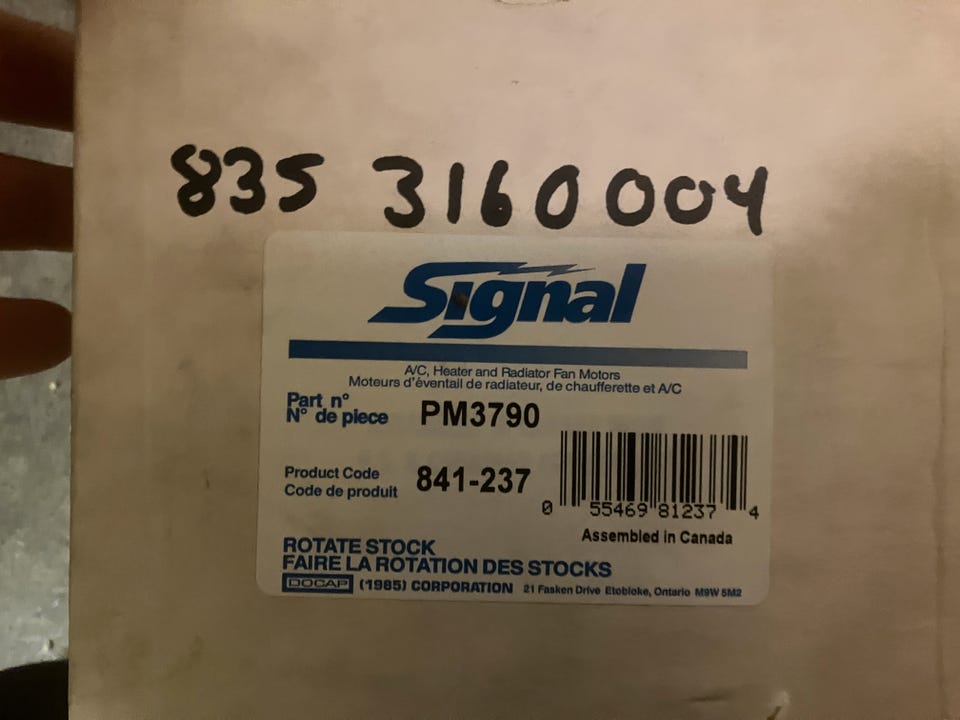 835 3160004
Signal
A/C, Heater and Radiator Fan Motors
Moteurs d'éventail de radiateur, de chaufferette et A/C
Part n°
N° de piece PM3790
Product Code
Code de produit 841-237
0 55469 81237 4
Assembled in Canada
ROTATE STOCK
FAIRE LA ROTATION DES STOCKS
DOCAP (1985) CORPORATION 21 Fasken Drive Etobioke, Ontario M9W 5M2